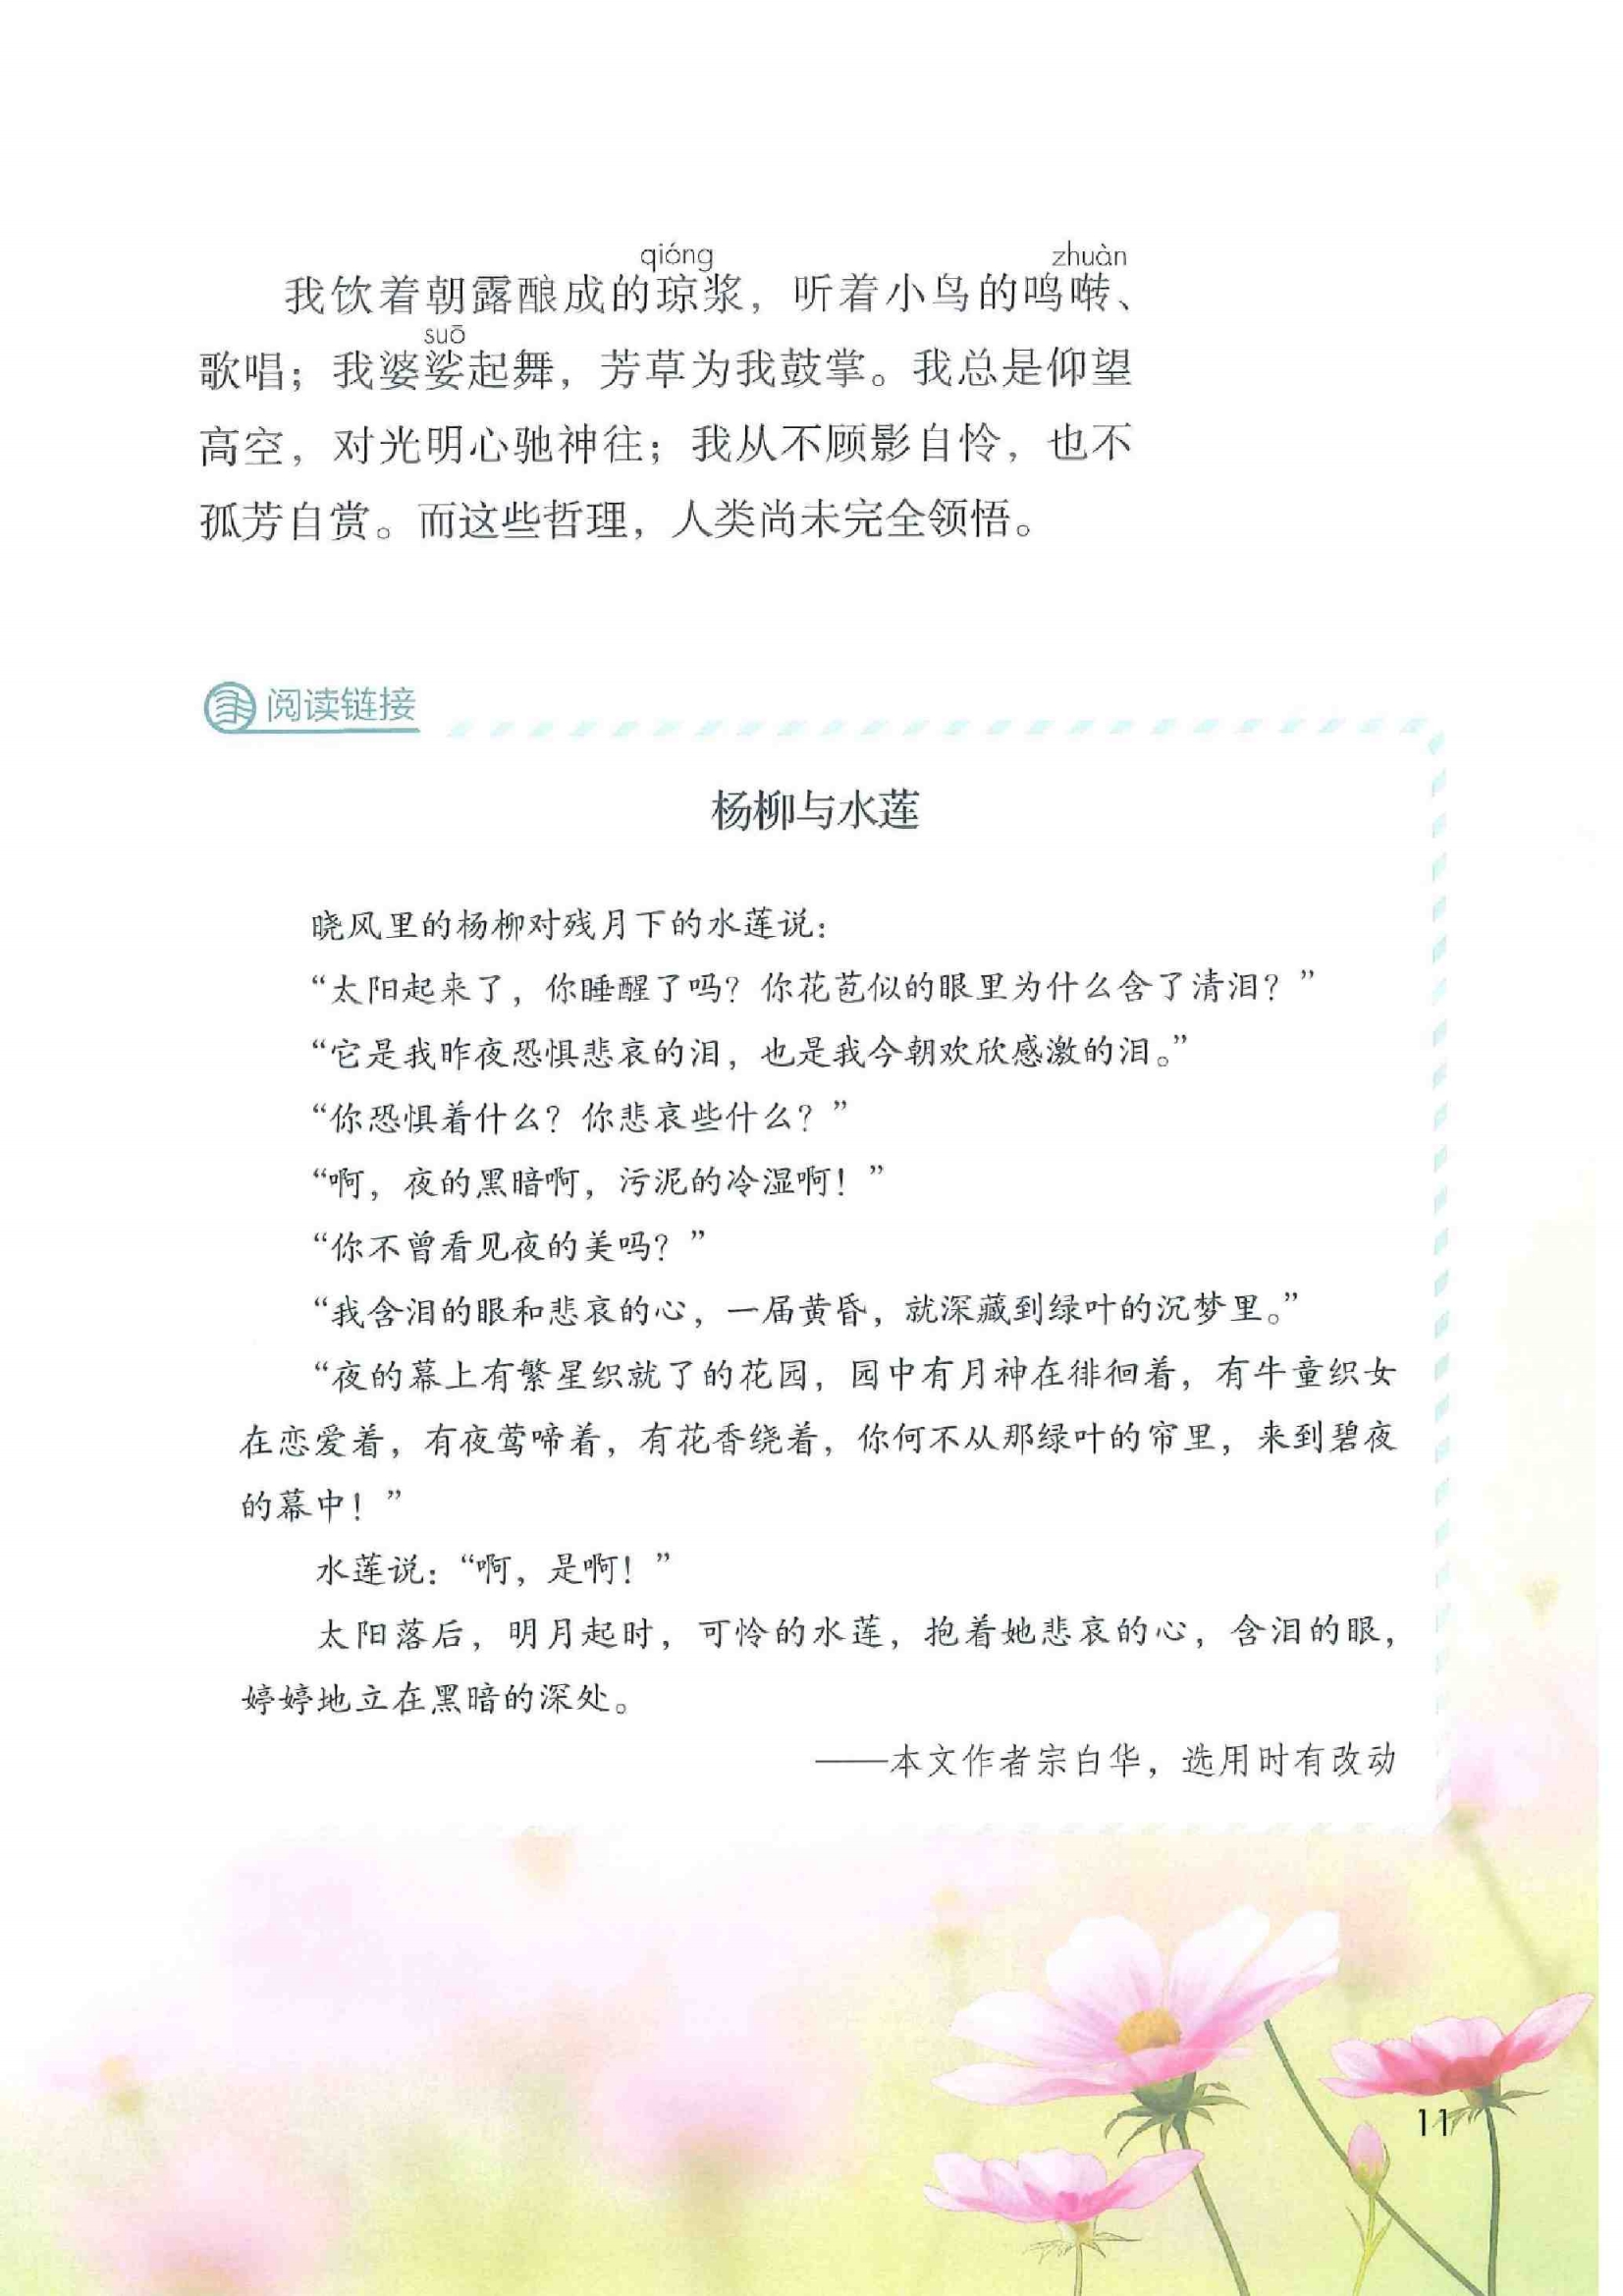 qióng zhuàn
我饮着朝露酿成的琼浆，听着小鸟的鸣啭、
suō
歌唱；我婆娑起舞，芳草为我鼓掌。我总是仰望
高空，对光明心驰神往；我从不顾影自怜，也不
孤芳自赏。而这些哲理，人类尚未完全领悟。
阅读链接
杨柳与水莲
晓风里的杨柳对残月下的水莲说：
“太阳起来了，你睡醒了吗？你花苞似的眼里为什么含了清泪？”
“它是我昨夜恐惧悲哀的泪，也是我今朝欢欣感激的泪。”
“你恐惧着什么？你悲哀些什么？”
“啊，夜的黑暗啊，污泥的冷湿啊！”
“你不曾看见夜的美吗？”
“我含泪的眼和悲哀的心，一届黄昏，就深藏到绿叶的沉梦里。”
“夜的幕上有繁星织就了的花园，园中有月神在徘徊着，有牛童织女
在恋爱着，有夜莺啼着，有花香绕着，你何不从那绿叶的帘里，来到碧夜
的幕中！”
水莲说：“啊，是啊！”
太阳落后，明月起时，可怜的水莲，抱着她悲哀的心，含泪的眼，
婷婷地立在黑暗的深处。
——本文作者宗白华，选用时有改动
11